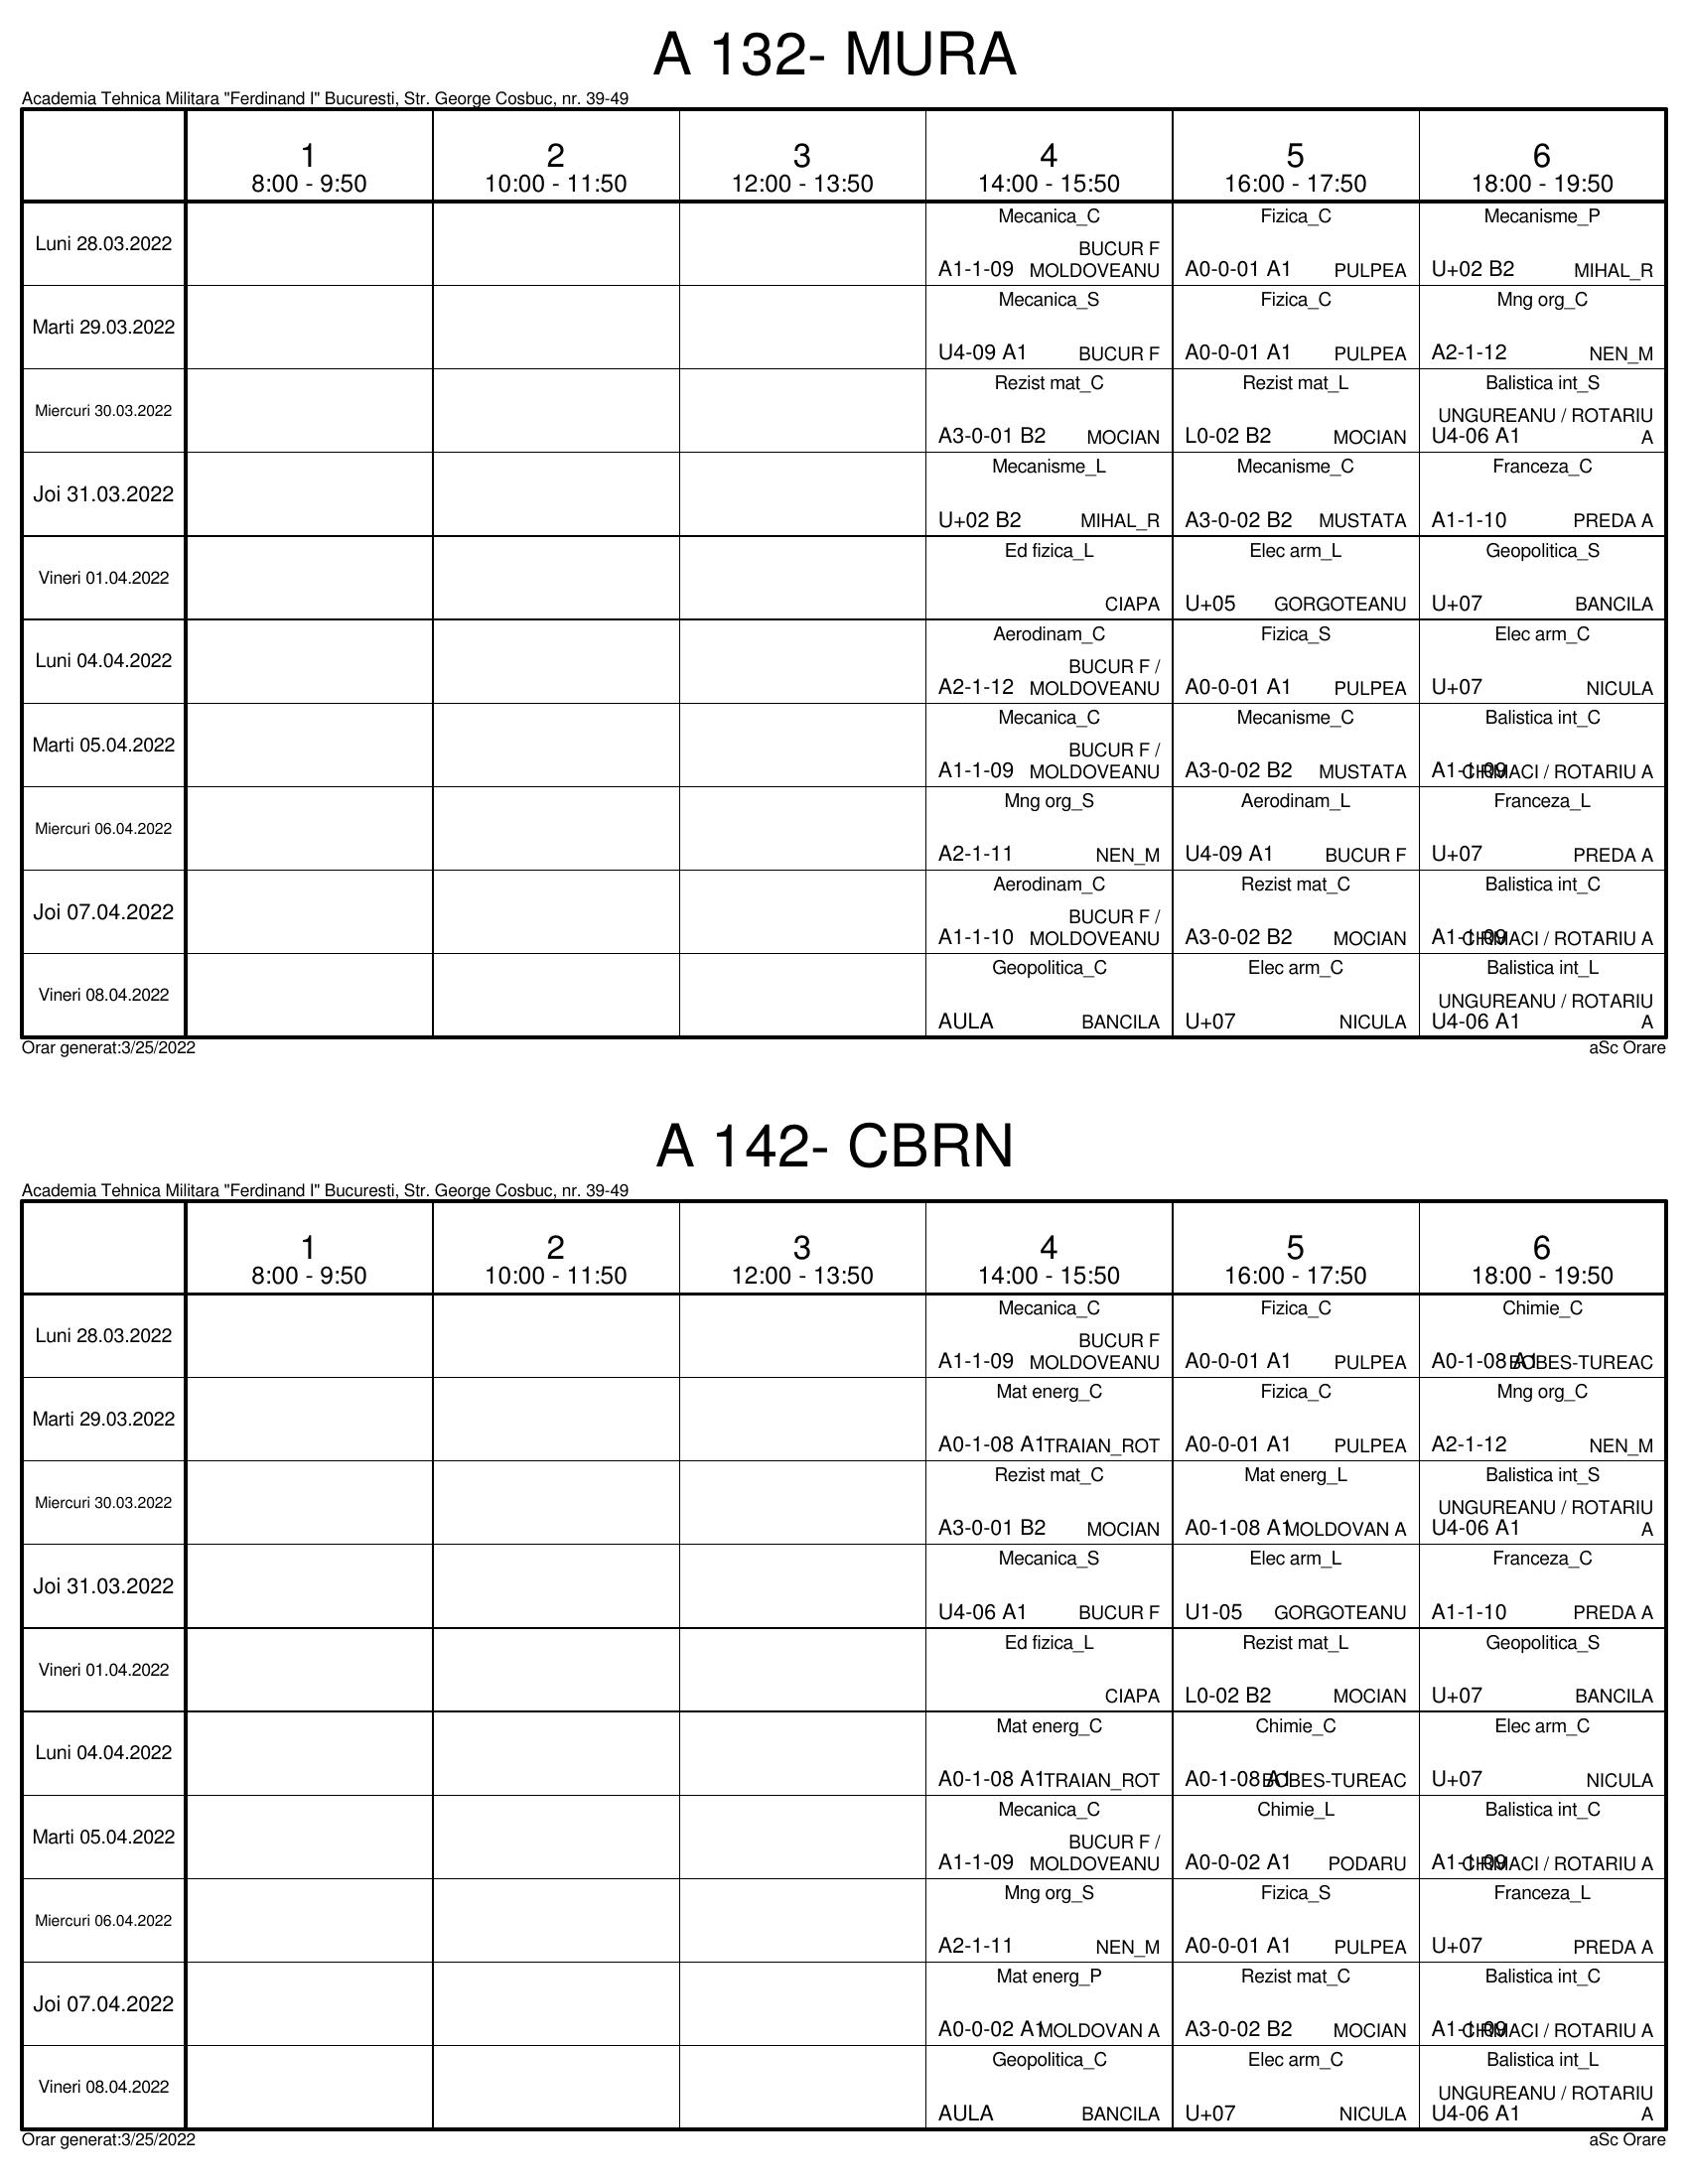 A 132- MURA
Academia Tehnica Militara "Ferdinand I" Bucuresti, Str. George Cosbuc, nr. 39-49
1 2 3 4 5 6
8:00 - 9:50 10:00 - 11:50 12:00 - 13:50 14:00 - 15:50 16:00 - 17:50 18:00 - 19:50
Luni 28.03.2022
Mecanica_C
BUCUR F
A1-1-09 MOLDOVEANU
Fizica_C
A0-0-01 A1 PULPEA
Mecanisme_P
U+02 B2 MIHAL_R
Marti 29.03.2022
Mecanica_S
U4-09 A1 BUCUR F
Fizica_C
A0-0-01 A1 PULPEA
Mng org_C
A2-1-12 NEN_M
Miercuri 30.03.2022
Rezist mat_C
A3-0-01 B2 MOCIAN
Rezist mat_L
L0-02 B2 MOCIAN
Balistica int_S
UNGUREANU / ROTARIU
U4-06 A1 A
Joi 31.03.2022
Mecanisme_L
U+02 B2 MIHAL_R
Mecanisme_C
A3-0-02 B2 MUSTATA
Franceza_C
A1-1-10 PREDA A
Vineri 01.04.2022
Ed fizica_L
CIAPA
Elec arm_L
U+05 GORGOTEANU
Geopolitica_S
U+07 BANCILA
Luni 04.04.2022
Aerodinam_C
BUCUR F /
A2-1-12 MOLDOVEANU
Fizica_S
A0-0-01 A1 PULPEA
Elec arm_C
U+07 NICULA
Marti 05.04.2022
Mecanica_C
BUCUR F /
A1-1-09 MOLDOVEANU
Mecanisme_C
A3-0-02 B2 MUSTATA
Balistica int_C
A1-1-09 / ROTARIU A
Miercuri 06.04.2022
Mng org_S
A2-1-11 NEN_M
Aerodinam_L
U4-09 A1 BUCUR F
Franceza_L
U+07 PREDA A
Joi 07.04.2022
Aerodinam_C
BUCUR F /
A1-1-10 MOLDOVEANU
Rezist mat_C
A3-0-02 B2 MOCIAN
Balistica int_C
A1-1-09 / ROTARIU A
Vineri 08.04.2022
Geopolitica_C
AULA BANCILA
Elec arm_C
U+07 NICULA
Balistica int_L
UNGUREANU / ROTARIU
U4-06 A1 A
Orar generat:3/25/2022 aSc Orare
A 142- CBRN
Academia Tehnica Militara "Ferdinand I" Bucuresti, Str. George Cosbuc, nr. 39-49
1 2 3 4 5 6
8:00 - 9:50 10:00 - 11:50 12:00 - 13:50 14:00 - 15:50 16:00 - 17:50 18:00 - 19:50
Luni 28.03.2022
Mecanica_C
BUCUR F
A1-1-09 MOLDOVEANU
Fizica_C
A0-0-01 A1 PULPEA
Chimie_C
A0-1-08 A1 BOBES-TUREAC
Marti 29.03.2022
Mat energ_C
A0-1-08 A1 TRAIAN_ROT
Fizica_C
A0-0-01 A1 PULPEA
Mng org_C
A2-1-12 NEN_M
Miercuri 30.03.2022
Rezist mat_C
A3-0-01 B2 MOCIAN
Mat energ_L
A0-1-08 A1 MOLDOVAN A
Balistica int_S
UNGUREANU / ROTARIU
U4-06 A1 A
Joi 31.03.2022
Mecanica_S
U4-06 A1 BUCUR F
Elec arm_L
U1-05 GORGOTEANU
Franceza_C
A1-1-10 PREDA A
Vineri 01.04.2022
Ed fizica_L
CIAPA
Rezist mat_L
L0-02 B2 MOCIAN
Geopolitica_S
U+07 BANCILA
Luni 04.04.2022
Mat energ_C
A0-1-08 A1 TRAIAN_ROT
Chimie_C
A0-1-08 A1 BOBES-TUREAC
Elec arm_C
U+07 NICULA
Marti 05.04.2022
Mecanica_C
BUCUR F /
A1-1-09 MOLDOVEANU
Chimie_L
A0-0-02 A1 PODARU
Balistica int_C
A1-1-09 / ROTARIU A
Miercuri 06.04.2022
Mng org_S
A2-1-11 NEN_M
Fizica_S
A0-0-01 A1 PULPEA
Franceza_L
U+07 PREDA A
Joi 07.04.2022
Mat energ_P
A0-0-02 A1 MOLDOVAN A
Rezist mat_C
A3-0-02 B2 MOCIAN
Balistica int_C
A1-1-09 / ROTARIU A
Vineri 08.04.2022
Geopolitica_C
AULA BANCILA
Elec arm_C
U+07 NICULA
Balistica int_L
UNGUREANU / ROTARIU
U4-06 A1 A
Orar generat:3/25/2022 aSc Orare